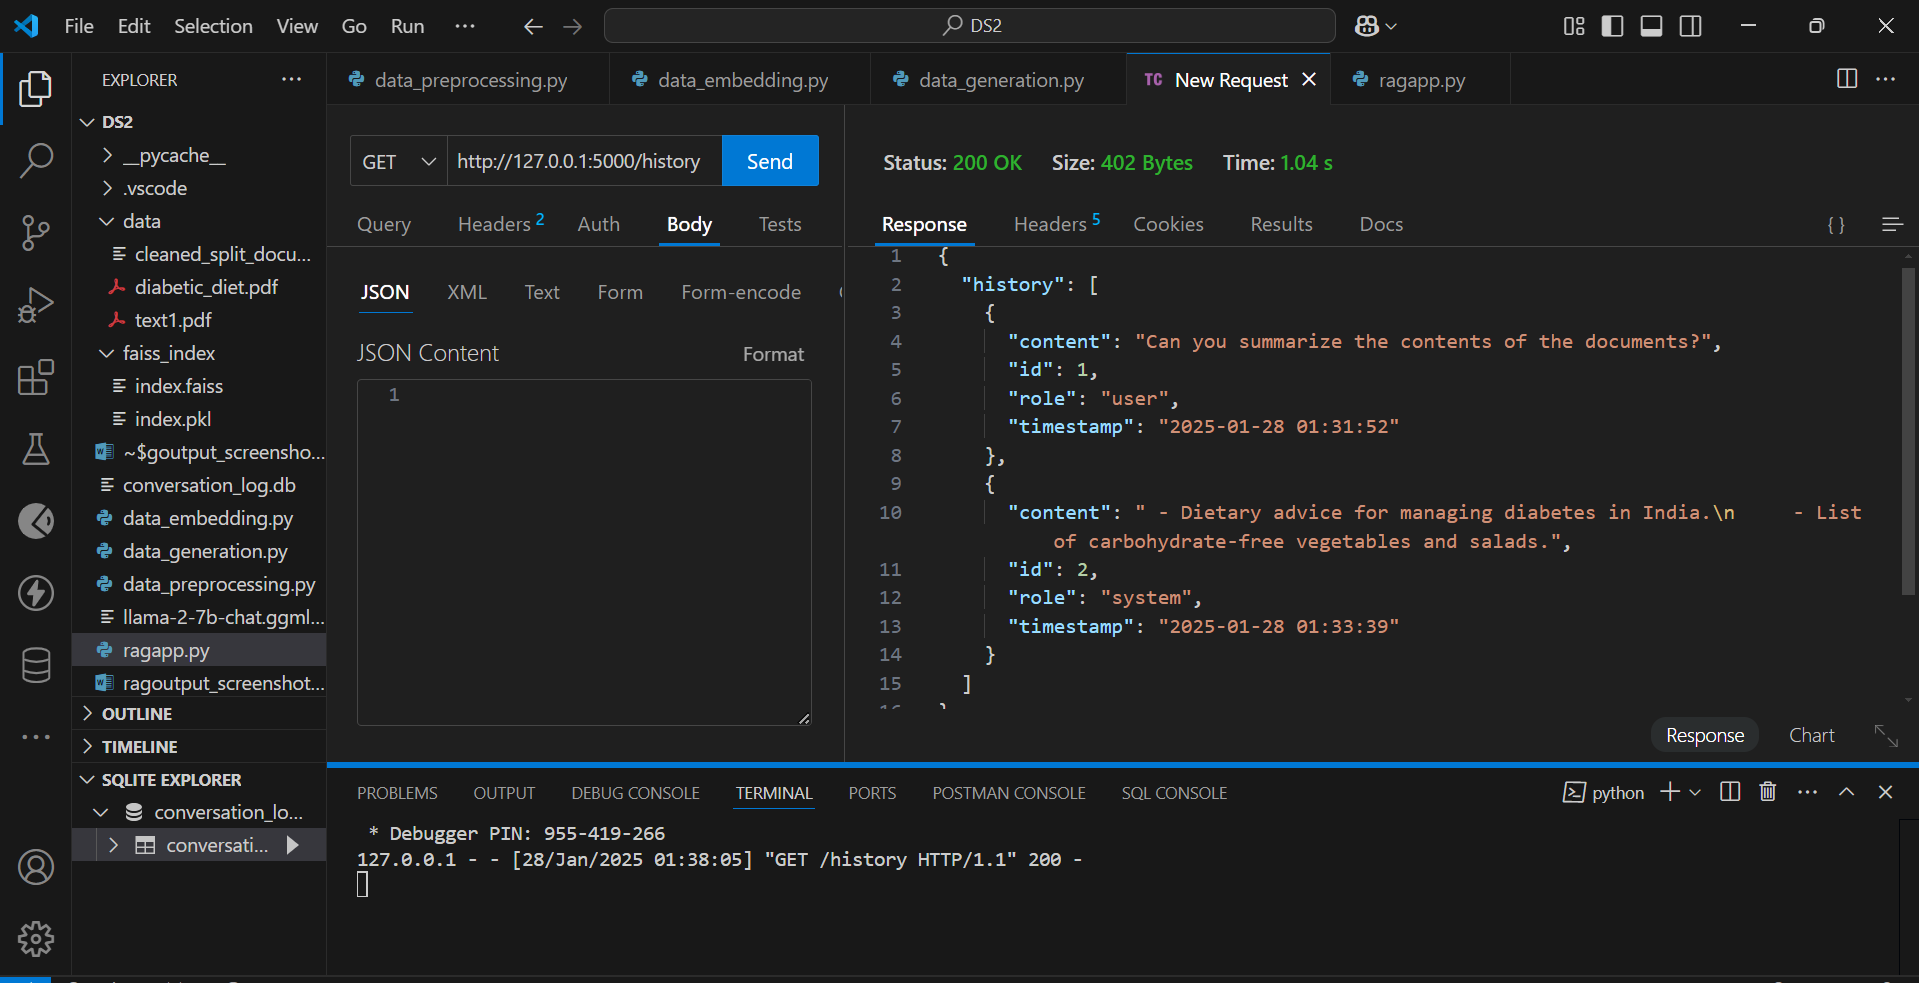 File Edit Selection View Go Run ··· DS2
EXPLORER ···
DS2
__pycache__
.vscode
data
cleaned_split_docu...
diabetic_diet.pdf
text1.pdf
faiss_index
index.faiss
index.pkl
~$goutput_screensho...
conversation_log.db
data_embedding.py
data_generation.py
data_preprocessing.py
llama-2-7b-chat.ggml...
ragapp.py
ragoutput_screenshot...
OUTLINE
TIMELINE
SQLITE EXPLORER
conversation_lo...
conversati...
data_preprocessing.py data_embedding.py data_generation.py TC New Request ragapp.py
GET http://127.0.0.1:5000/history Send
Query Headers 2 Auth Body Tests
JSON XML Text Form Form-encode
JSON Content Format
1
Status: 200 OK Size: 402 Bytes Time: 1.04 s
Response Headers 5 Cookies Results Docs { }
1 {
2 "history": [
3 {
4 "content": "Can you summarize the contents of the documents?",
5 "id": 1,
6 "role": "user",
7 "timestamp": "2025-01-28 01:31:52"
8 },
9 {
10 "content": " - Dietary advice for managing diabetes in India.\n     - List
of carbohydrate-free vegetables and salads.",
11 "id": 2,
12 "role": "system",
13 "timestamp": "2025-01-28 01:33:39"
14 }
15 ]
16 }
Response Chart
PROBLEMS OUTPUT DEBUG CONSOLE TERMINAL PORTS POSTMAN CONSOLE SQL CONSOLE python
* Debugger PIN: 955-419-266
127.0.0.1 - - [28/Jan/2025 01:38:05] "GET /history HTTP/1.1" 200 -